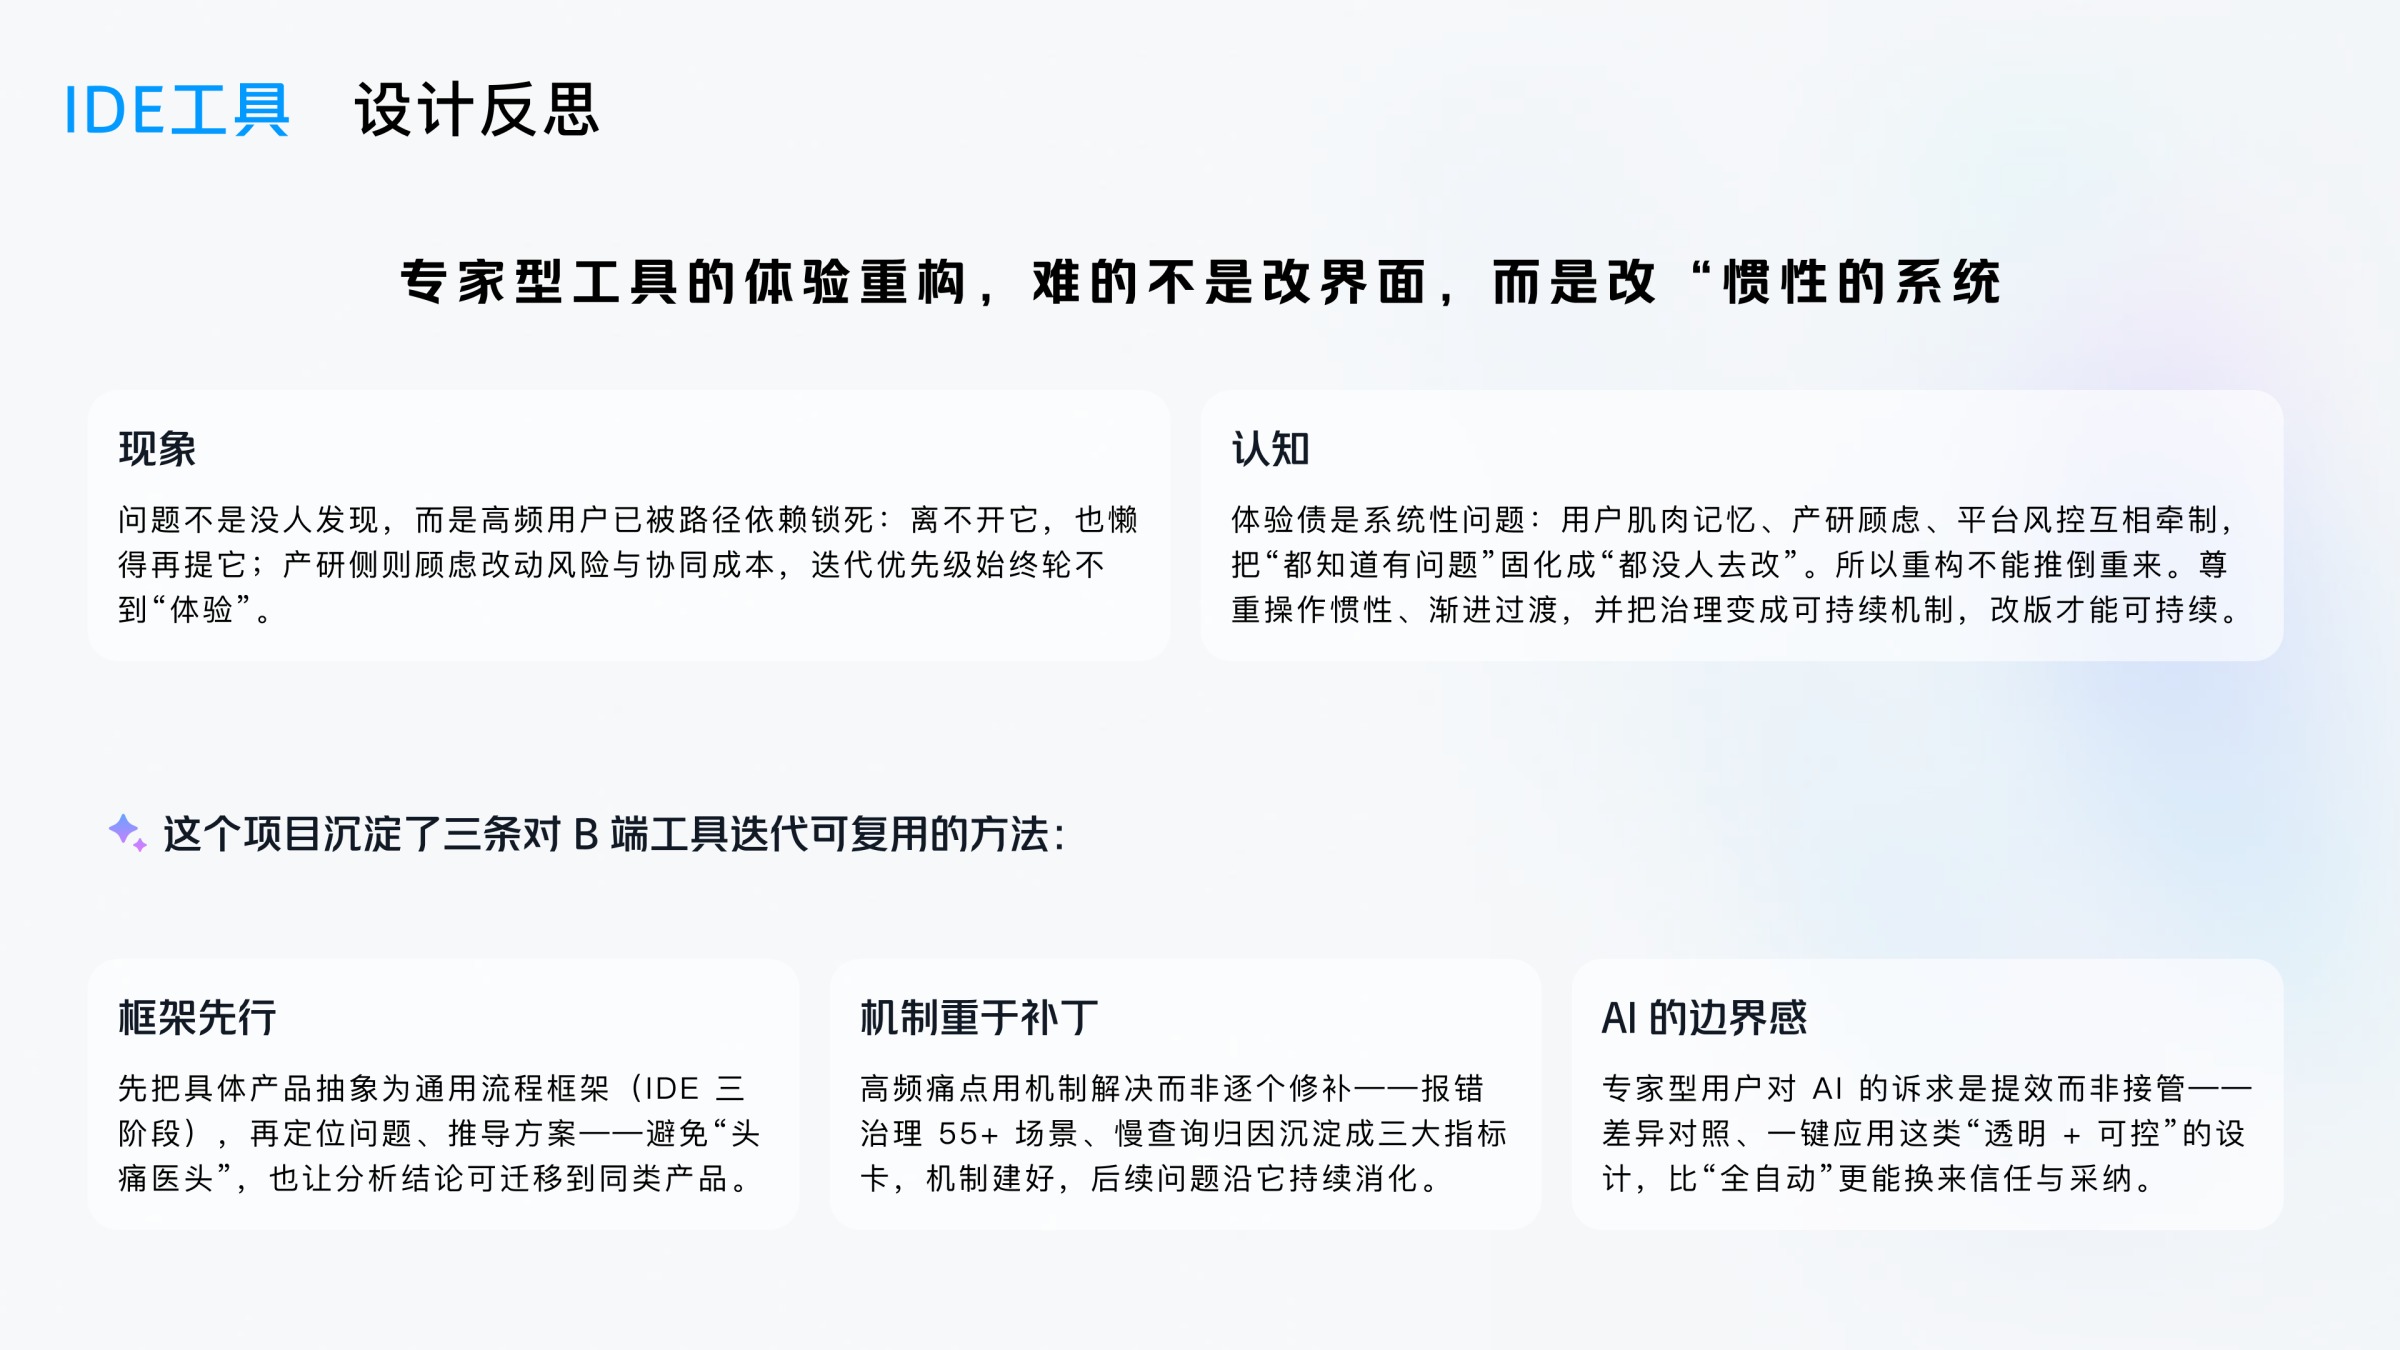 IDE工具 设计反思
专家型工具的体验重构，难的不是改界面，而是改 “惯性的系统
现象
问题不是没人发现，而是高频用户已被路径依赖锁死：离不开它，也懒
得再提它；产研侧则顾虑改动风险与协同成本，迭代优先级始终轮不
到“体验”。
认知
体验债是系统性问题：用户肌肉记忆、产研顾虑、平台风控互相牵制，
把“都知道有问题”固化成“都没人去改”。所以重构不能推倒重来。尊
重操作惯性、渐进过渡，并把治理变成可持续机制，改版才能可持续。
这个项目沉淀了三条对 B 端工具迭代可复用的方法：
框架先行
先把具体产品抽象为通用流程框架（IDE 三
阶段），再定位问题、推导方案——避免“头
痛医头”，也让分析结论可迁移到同类产品。
机制重于补丁
高频痛点用机制解决而非逐个修补——报错
治理 55+ 场景、慢查询归因沉淀成三大指标
卡，机制建好，后续问题沿它持续消化。
AI 的边界感
专家型用户对 AI 的诉求是提效而非接管——
差异对照、一键应用这类“透明 + 可控”的设
计，比“全自动”更能换来信任与采纳。